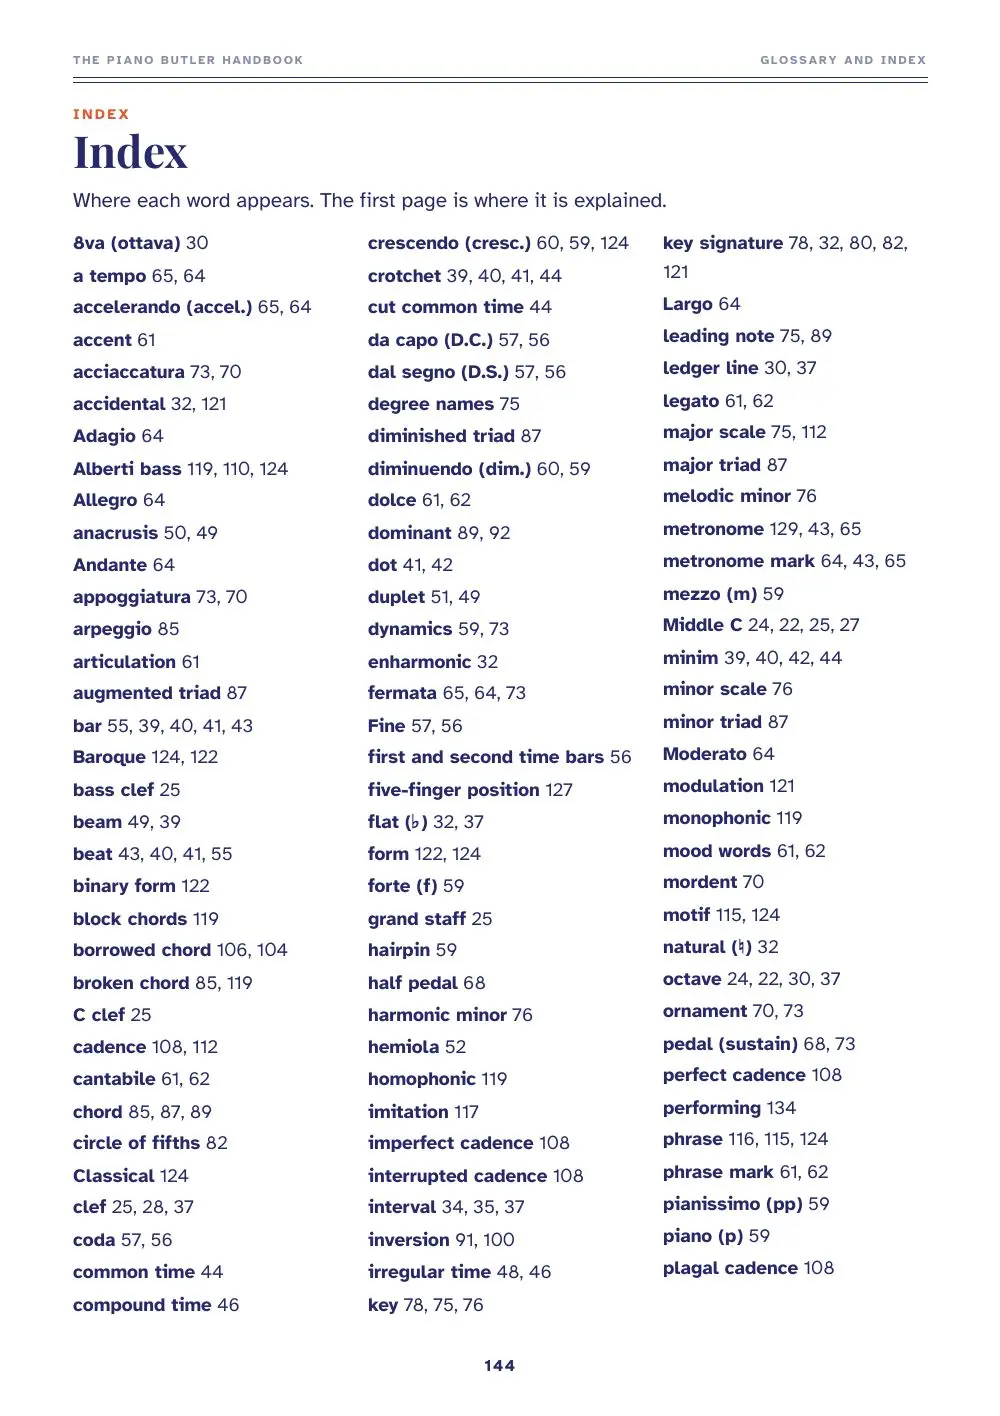 THE PIANO BUTLER HANDBOOK
GLOSSARY AND INDEX
INDEX
Index
Where each word appears. The first page is where it is explained.
8va (ottava) 30
a tempo 65, 64
accelerando (accel.) 65, 64
accent 61
acciaccatura 73, 70
accidental 32, 121
Adagio 64
Alberti bass 119, 110, 124
Allegro 64
anacrusis 50, 49
Andante 64
appoggiatura 73, 70
arpeggio 85
articulation 61
augmented triad 87
bar 55, 39, 40, 41, 43
Baroque 124, 122
bass clef 25
beam 49, 39
beat 43, 40, 41, 55
binary form 122
block chords 119
borrowed chord 106, 104
broken chord 85, 119
C clef 25
cadence 108, 112
cantabile 61, 62
chord 85, 87, 89
circle of fifths 82
Classical 124
clef 25, 28, 37
coda 57, 56
common time 44
compound time 46
crescendo (cresc.) 60, 59, 124
crotchet 39, 40, 41, 44
cut common time 44
da capo (D.C.) 57, 56
dal segno (D.S.) 57, 56
degree names 75
diminished triad 87
diminuendo (dim.) 60, 59
dolce 61, 62
dominant 89, 92
dot 41, 42
duplet 51, 49
dynamics 59, 73
enharmonic 32
fermata 65, 64, 73
Fine 57, 56
first and second time bars 56
five-finger position 127
flat (♭) 32, 37
form 122, 124
forte (f) 59
grand staff 25
hairpin 59
half pedal 68
harmonic minor 76
hemiola 52
homophonic 119
imitation 117
imperfect cadence 108
interrupted cadence 108
interval 34, 35, 37
inversion 91, 100
irregular time 48, 46
key 78, 75, 76
key signature 78, 32, 80, 82,
121
Largo 64
leading note 75, 89
ledger line 30, 37
legato 61, 62
major scale 75, 112
major triad 87
melodic minor 76
metronome 129, 43, 65
metronome mark 64, 43, 65
mezzo (m) 59
Middle C 24, 22, 25, 27
minim 39, 40, 42, 44
minor scale 76
minor triad 87
Moderato 64
modulation 121
monophonic 119
mood words 61, 62
mordent 70
motif 115, 124
natural (♮) 32
octave 24, 22, 30, 37
ornament 70, 73
pedal (sustain) 68, 73
perfect cadence 108
performing 134
phrase 116, 115, 124
phrase mark 61, 62
pianissimo (pp) 59
piano (p) 59
plagal cadence 108
144